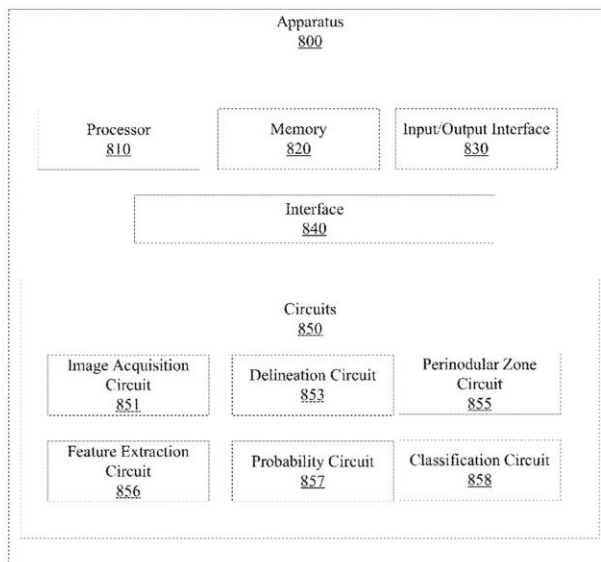 Apparatus
800
Processor
810
Memory
820
Input/Output Interface
830
Interface
840
Circuits
850
Image Acquisition
Circuit
851
Delineation Circuit
853
Perinodular Zone
Circuit
855
Feature Extraction
Circuit
856
Probability Circuit
857
Classification Circuit
858